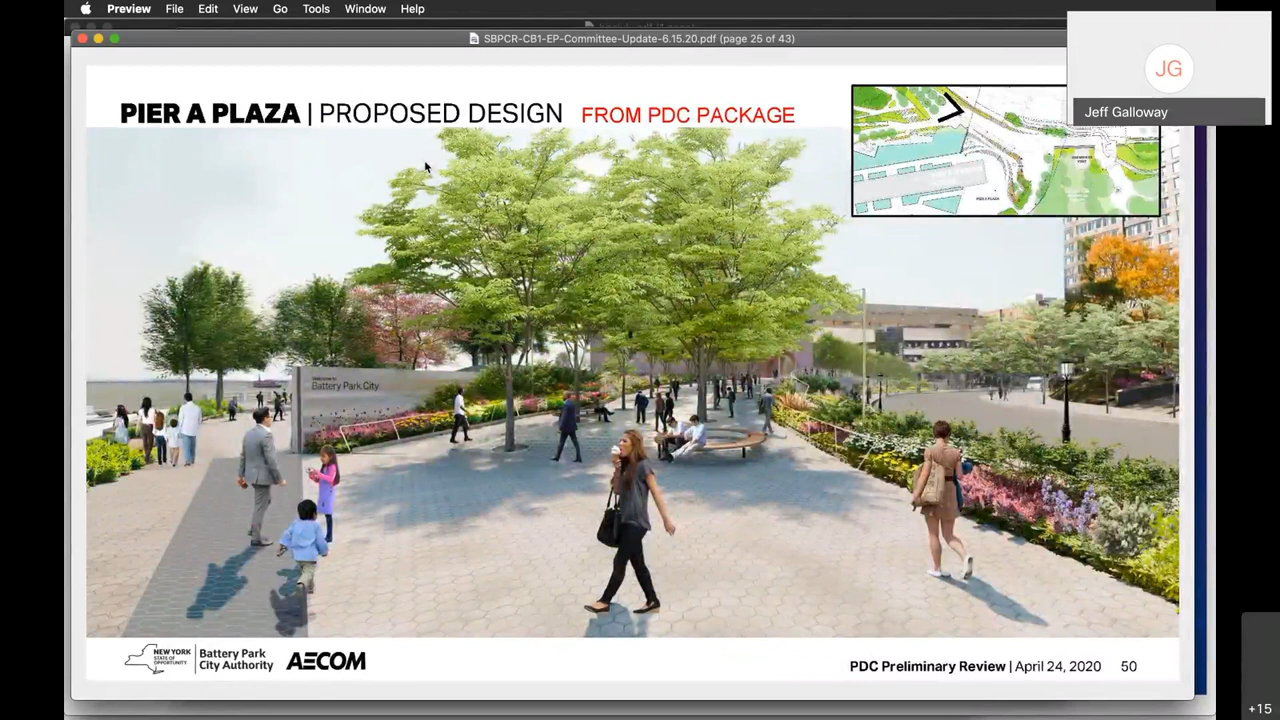 Preview File Edit View Go Tools Window Help
SBPCR-CB1-EP-Committee-Update-6.15.20.pdf (page 25 of 43)
JG
Jeff Galloway
PIER A PLAZA | PROPOSED DESIGN FROM PDC PACKAGE
PIER A PLAZA
Welcome to
Battery Park City
NEW YORK
STATE OF
OPPORTUNITY
Battery Park
City Authority
AECOM
PDC Preliminary Review | April 24, 2020 50
+15